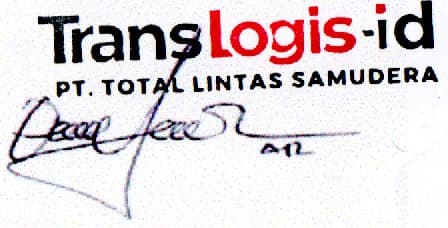 Translogis-id
PT. TOTAL LINTAS SAMUDERA